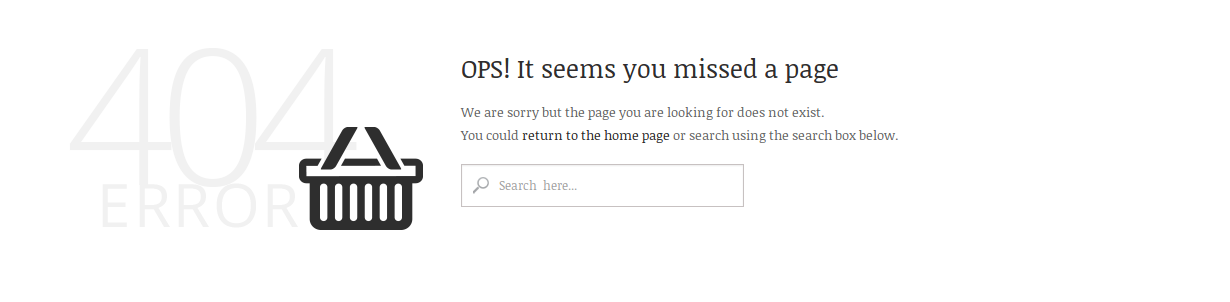 404
ERROR
OPS! It seems you missed a page
We are sorry but the page you are looking for does not exist.
You could return to the home page or search using the search box below.
Search here...